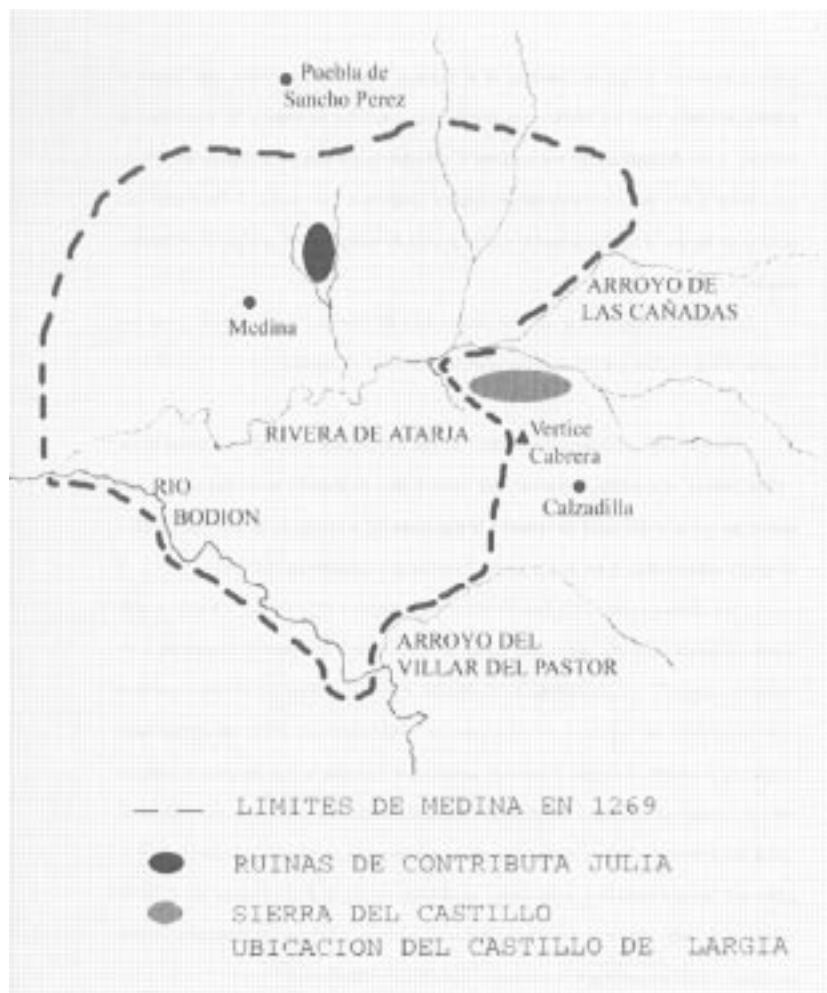 Puebla de
Sancho Perez
ARROYO DE
LAS CAÑADAS
Medina
RIVERA DE ATARJA
Vertice
Cabrera
RIO
BODION
Calzadilla
ARROYO DEL
VILLAR DEL PASTOR
LIMITES DE MEDINA EN 1269
RUINAS DE CONTRIBUTA JULIA
SIERRA DEL CASTILLO
UBICACION DEL CASTILLO DE LARGIA